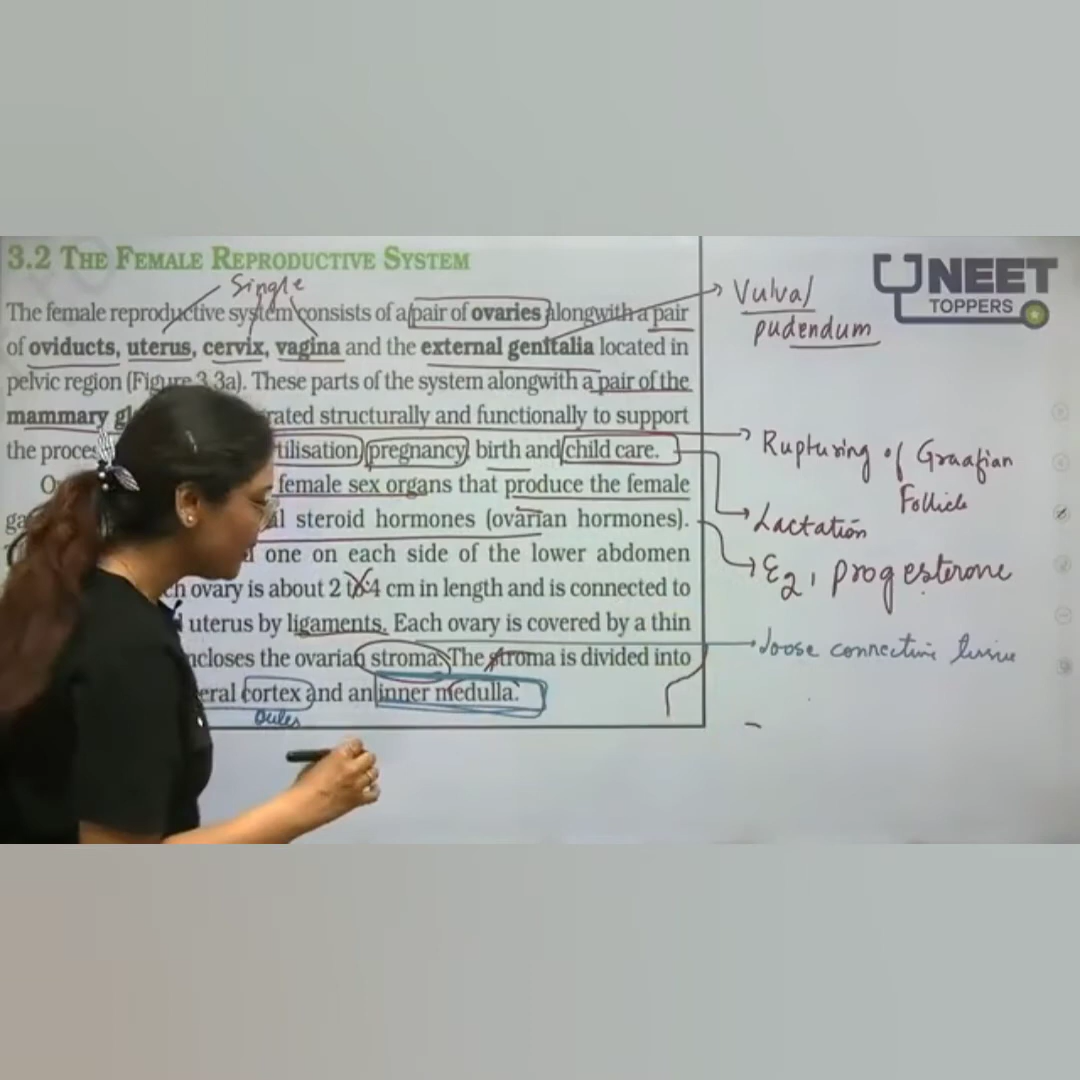 3.2 THE FEMALE REPRODUCTIVE SYSTEM
NEET
TOPPERS
Single
The female reproductive system consists of a pair of ovaries alongwith a pair
Vulva/
pudendum
of oviducts, uterus, cervix, vagina and the external genitalia located in
pelvic region (Figure 3.3a). These parts of the system alongwith a pair of the
mammary rated structurally and functionally to support
the proces tilisation, pregnancy, birth and child care.
Rupturing of Graafian
Follicle
female sex organs that produce the female
ga l steroid hormones (ovarian hormones).
Lactation
one on each side of the lower abdomen
E2, progesterone
ovary is about 2 to 4 cm in length and is connected to
uterus by ligaments. Each ovary is covered by a thin
loose connective
ncloses the ovarian stroma. The stroma is divided into
eral cortex and an inner medulla.